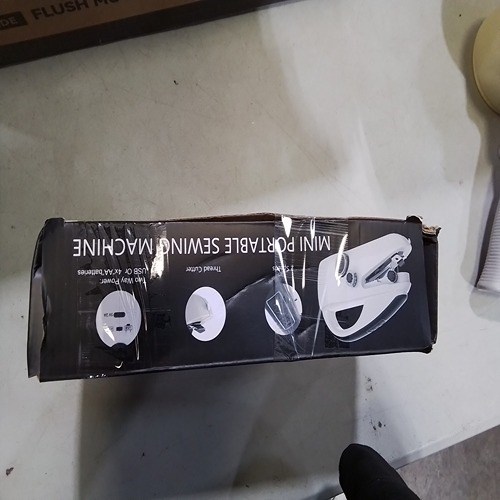 FLUSH
MINI PORTABLE SEWING MACHINE
Thread Cutter
Two Way Power:
USB Or 4x AA batteries